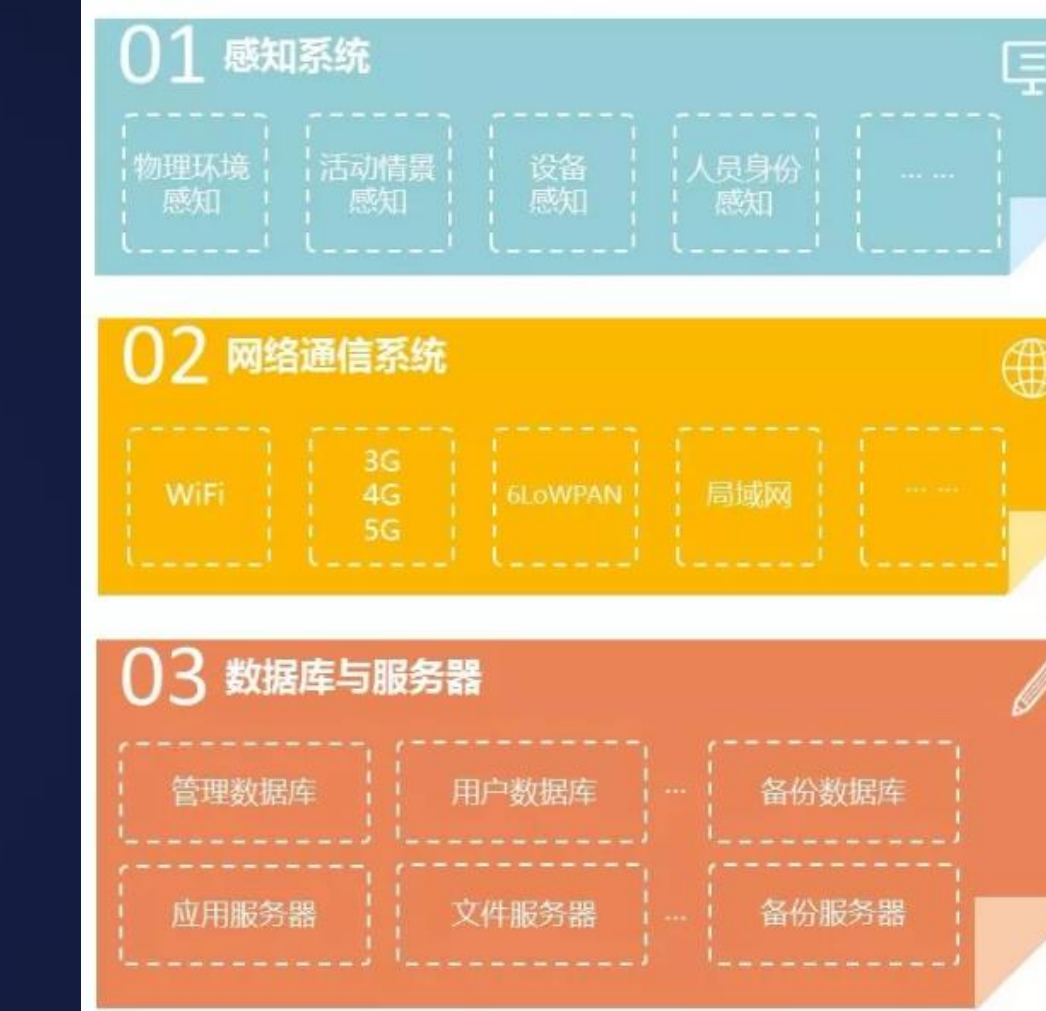 01 感知系统
物理环境
感知
活动情景
感知
设备
感知
人员身份
感知
... ...
02 网络通信系统
WiFi
3G
4G
5G
6LoWPAN
局域网
... ...
03 数据库与服务器
管理数据库
用户数据库
...
备份数据库
应用服务器
文件服务器
...
备份服务器